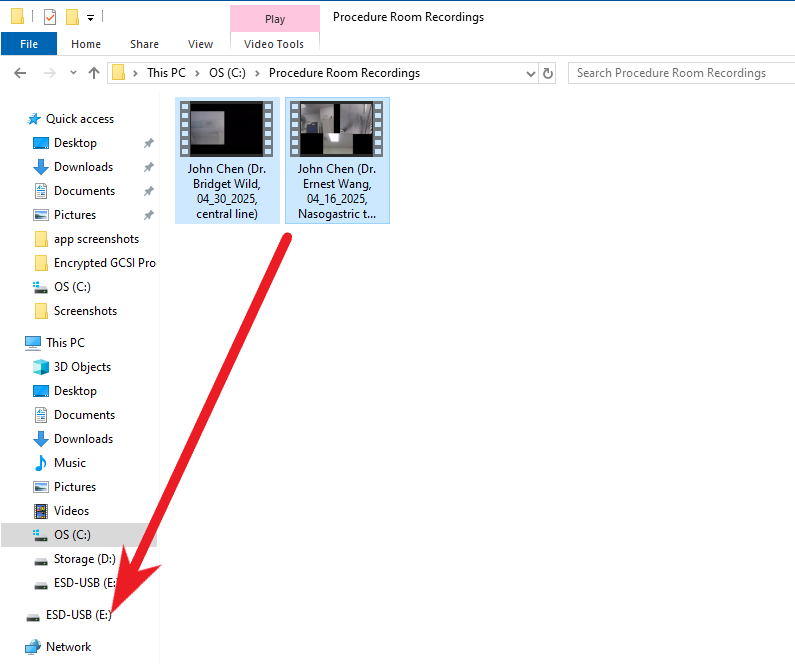 Play
Procedure Room Recordings
File
Home
Share
View
Video Tools
This PC
OS (C:)
Procedure Room Recordings
Search Procedure Room Recordings
Quick access
Desktop
Downloads
Documents
Pictures
app screenshots
Encrypted GCSI Pro
OS (C:)
Screenshots
This PC
3D Objects
Desktop
Documents
Downloads
Music
Pictures
Videos
OS (C:)
Storage (D:)
ESD-USB (E:
ESD-USB (E:)
Network
John Chen (Dr.
Bridget Wild,
04_30_2025,
central line)
John Chen (Dr.
Ernest Wang,
04_16_2025,
Nasogastric t...